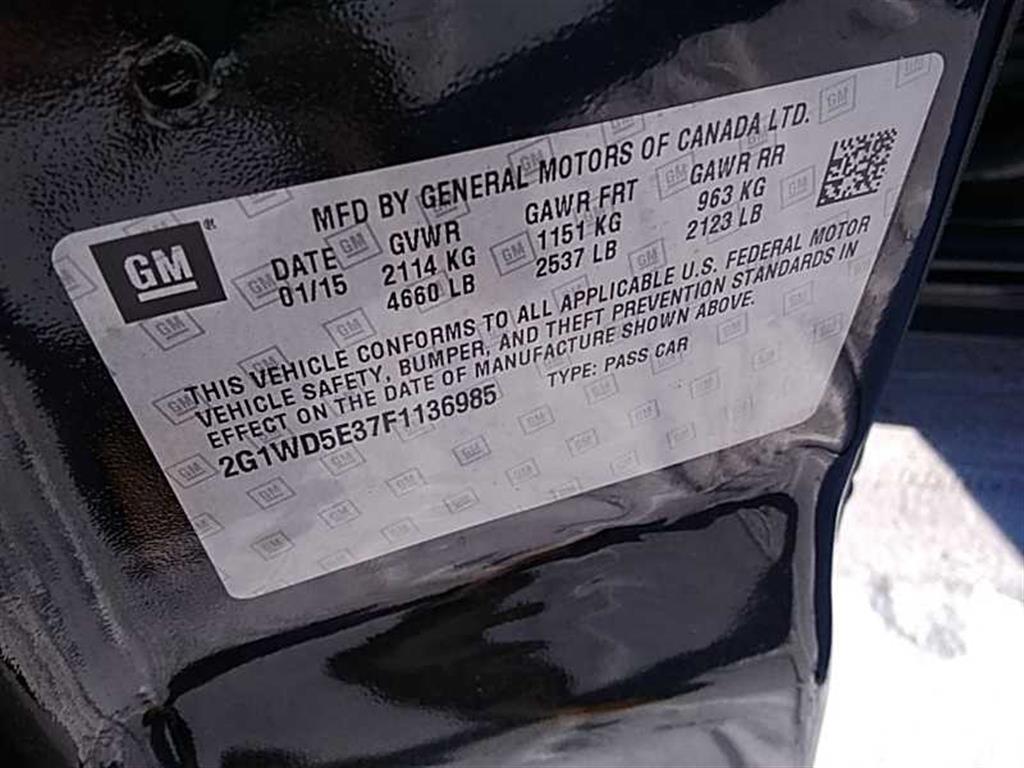 MFD BY GENERAL MOTORS OF CANADA LTD.
GM ®
DATE GVWR GAWR FRT GAWR RR
01/15 2114 KG 1151 KG 963 KG
4660 LB 2537 LB 2123 LB
THIS VEHICLE CONFORMS TO ALL APPLICABLE U.S. FEDERAL MOTOR
VEHICLE SAFETY, BUMPER, AND THEFT PREVENTION STANDARDS IN
EFFECT ON THE DATE OF MANUFACTURE SHOWN ABOVE.
2G1WD5E37F1136985 TYPE: PASS CAR